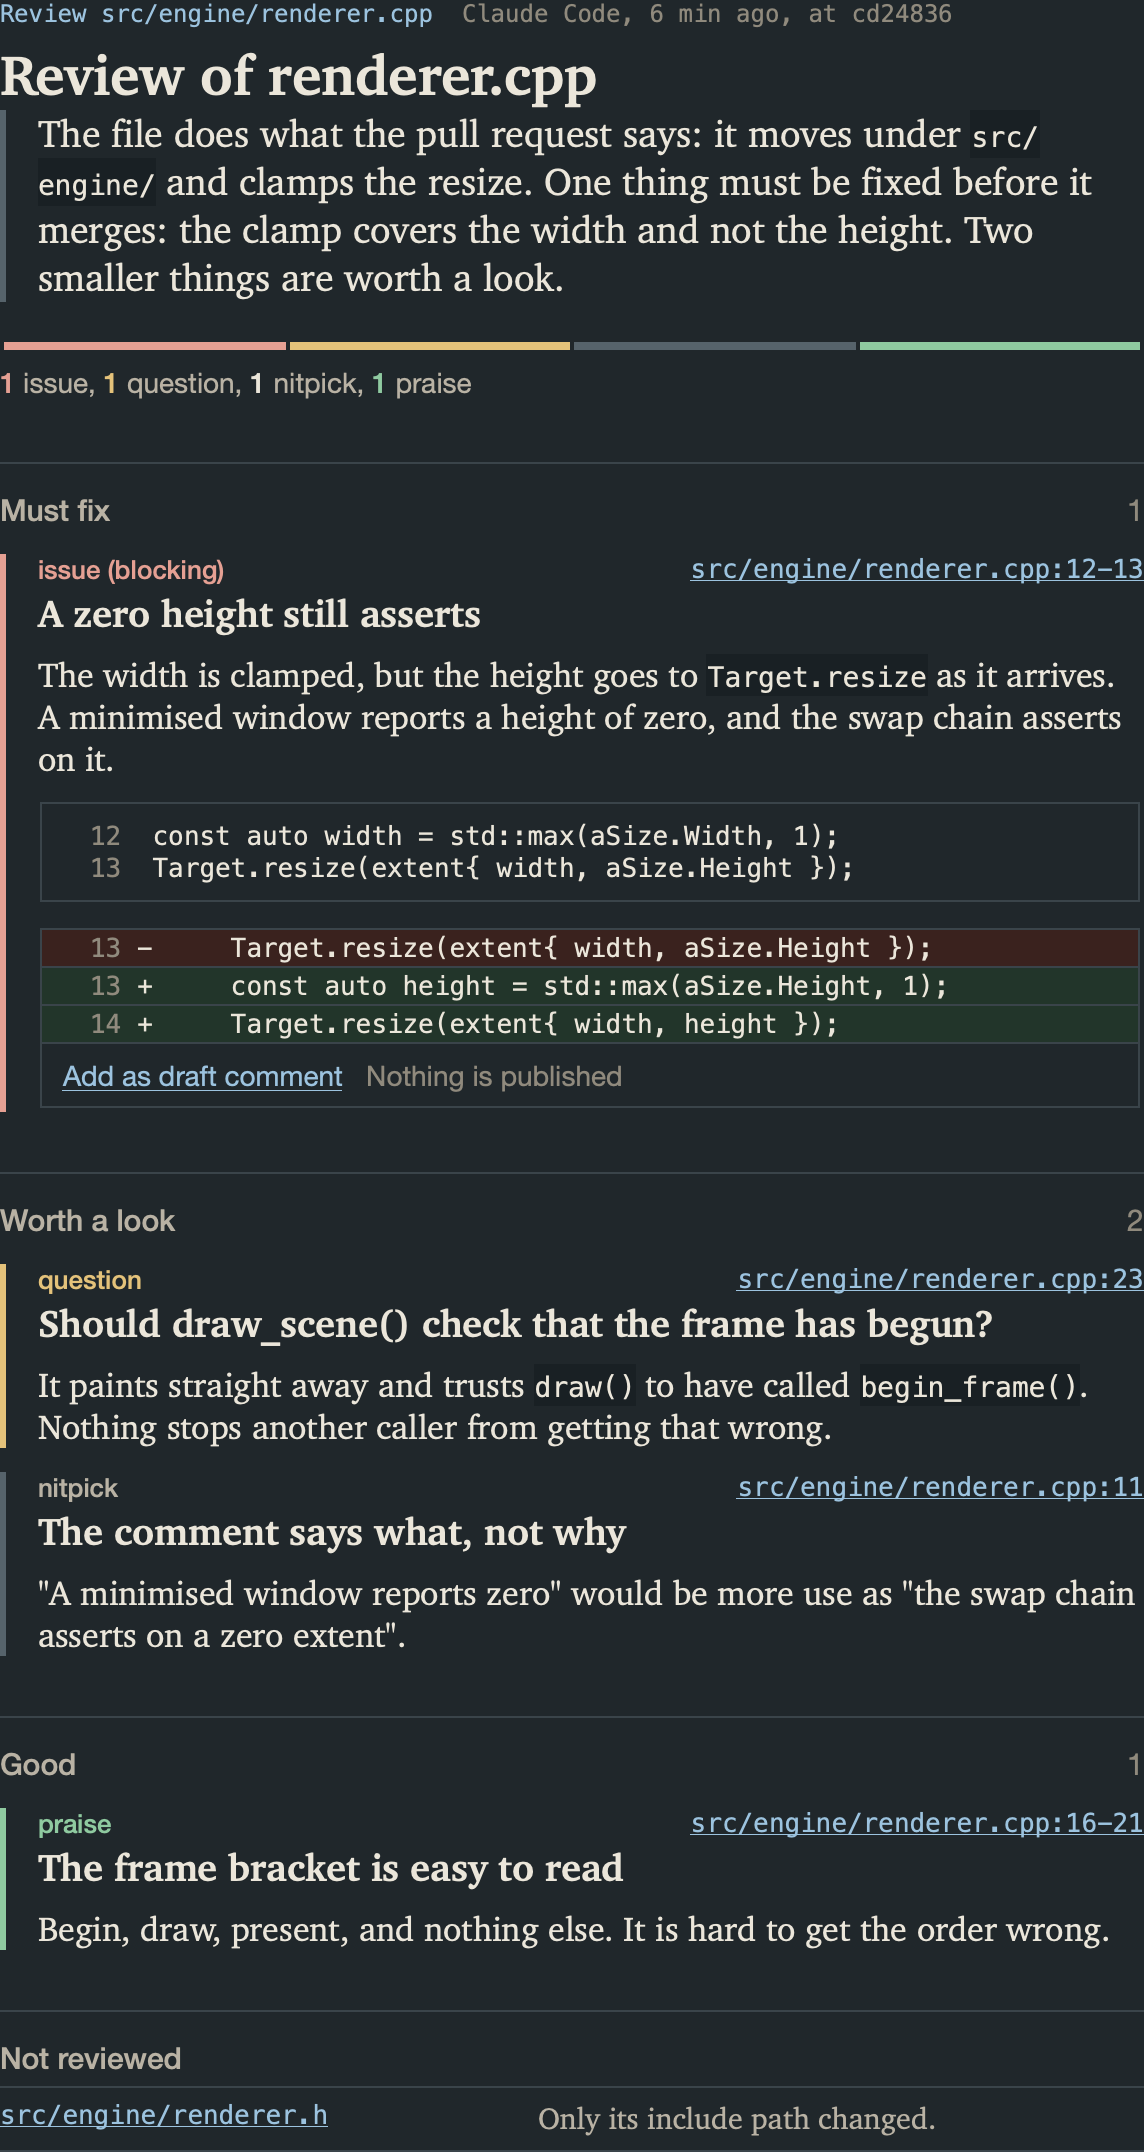 Review src/engine/renderer.cpp  Claude Code, 6 min ago, at cd24836
Review of renderer.cpp
The file does what the pull request says: it moves under src/
engine/ and clamps the resize. One thing must be fixed before it
merges: the clamp covers the width and not the height. Two
smaller things are worth a look.
1 issue, 1 question, 1 nitpick, 1 praise
Must fix 1
issue (blocking) src/engine/renderer.cpp:12–13
A zero height still asserts
The width is clamped, but the height goes to Target.resize as it arrives.
A minimised window reports a height of zero, and the swap chain asserts
on it.
12  const auto width = std::max(aSize.Width, 1);
13  Target.resize(extent{ width, aSize.Height });
13 −     Target.resize(extent{ width, aSize.Height });
13 +     const auto height = std::max(aSize.Height, 1);
14 +     Target.resize(extent{ width, height });
Add as draft comment  Nothing is published
Worth a look 2
question src/engine/renderer.cpp:23
Should draw_scene() check that the frame has begun?
It paints straight away and trusts draw() to have called begin_frame().
Nothing stops another caller from getting that wrong.
nitpick src/engine/renderer.cpp:11
The comment says what, not why
"A minimised window reports zero" would be more use as "the swap chain
asserts on a zero extent".
Good 1
praise src/engine/renderer.cpp:16–21
The frame bracket is easy to read
Begin, draw, present, and nothing else. It is hard to get the order wrong.
Not reviewed
src/engine/renderer.h  Only its include path changed.